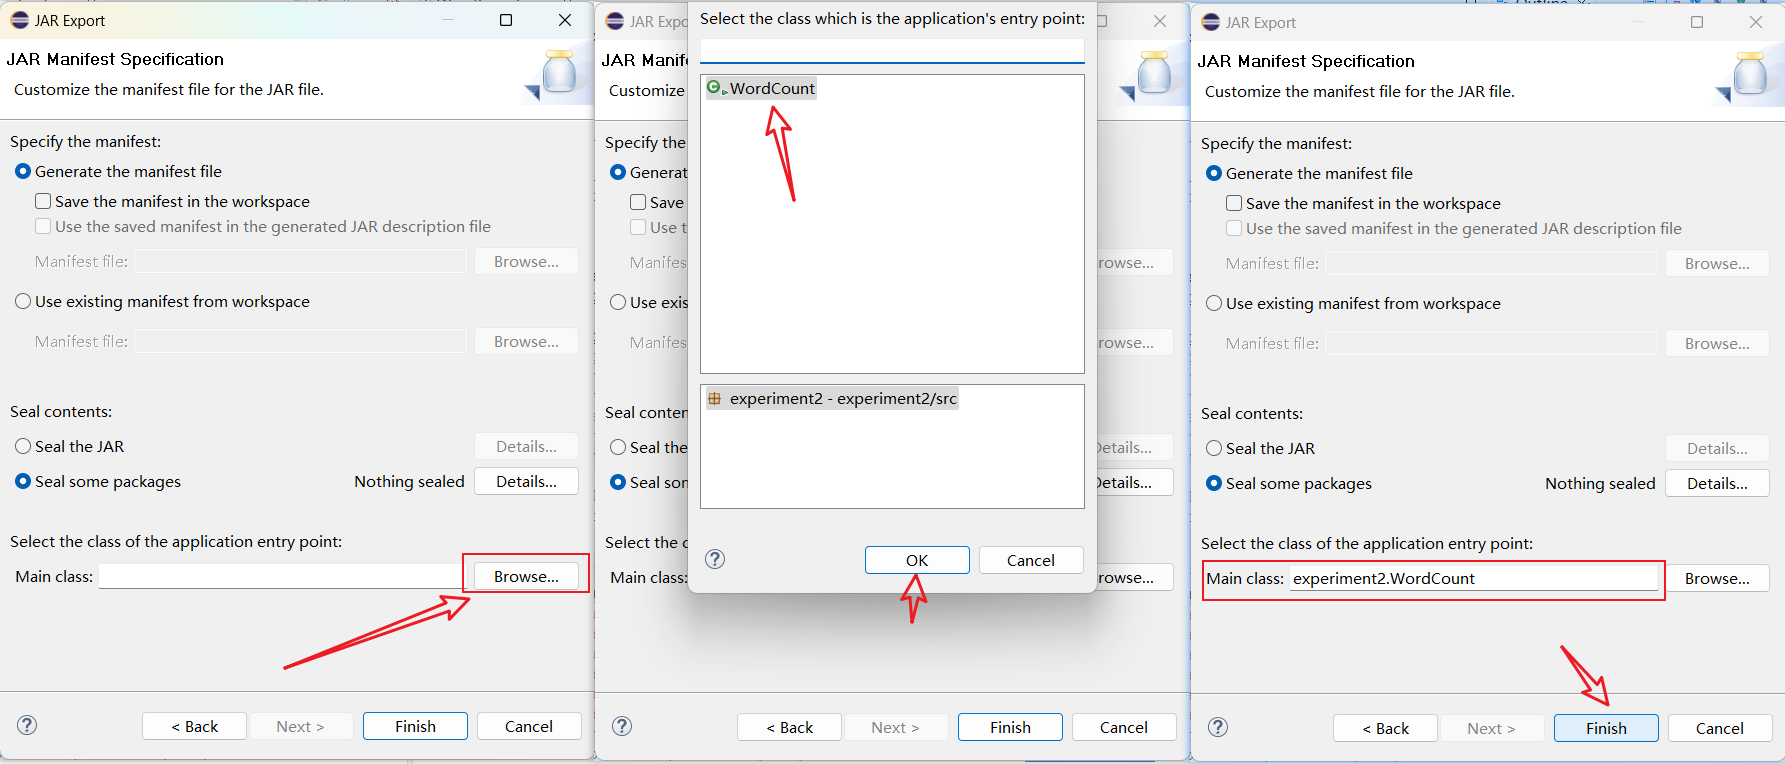 JAR Export
JAR Manifest Specification
Customize the manifest file for the JAR file.
Specify the manifest:
Generate the manifest file
Save the manifest in the workspace
Use the saved manifest in the generated JAR description file
Manifest file:
Browse...
Use existing manifest from workspace
Manifest file:
Browse...
Seal contents:
Seal the JAR
Details...
Seal some packages
Nothing sealed
Details...
Select the class of the application entry point:
Main class:
Browse...
< Back
Next >
Finish
Cancel
JAR Expo
JAR Manif
Customize
Specify the
Generat
Save
Use t
Manifes
rowse...
Use exis
Manifes
rowse...
Seal conten
Seal the
Details...
Seal som
Details...
Select the c
Main class:
rowse...
< Back
Next >
Finish
Cancel
Select the class which is the application's entry point:
WordCount
experiment2 - experiment2/src
OK
Cancel
JAR Export
JAR Manifest Specification
Customize the manifest file for the JAR file.
Specify the manifest:
Generate the manifest file
Save the manifest in the workspace
Use the saved manifest in the generated JAR description file
Manifest file:
Browse...
Use existing manifest from workspace
Manifest file:
Browse...
Seal contents:
Seal the JAR
Details...
Seal some packages
Nothing sealed
Details...
Select the class of the application entry point:
Main class: experiment2.WordCount
Browse...
< Back
Next >
Finish
Cancel